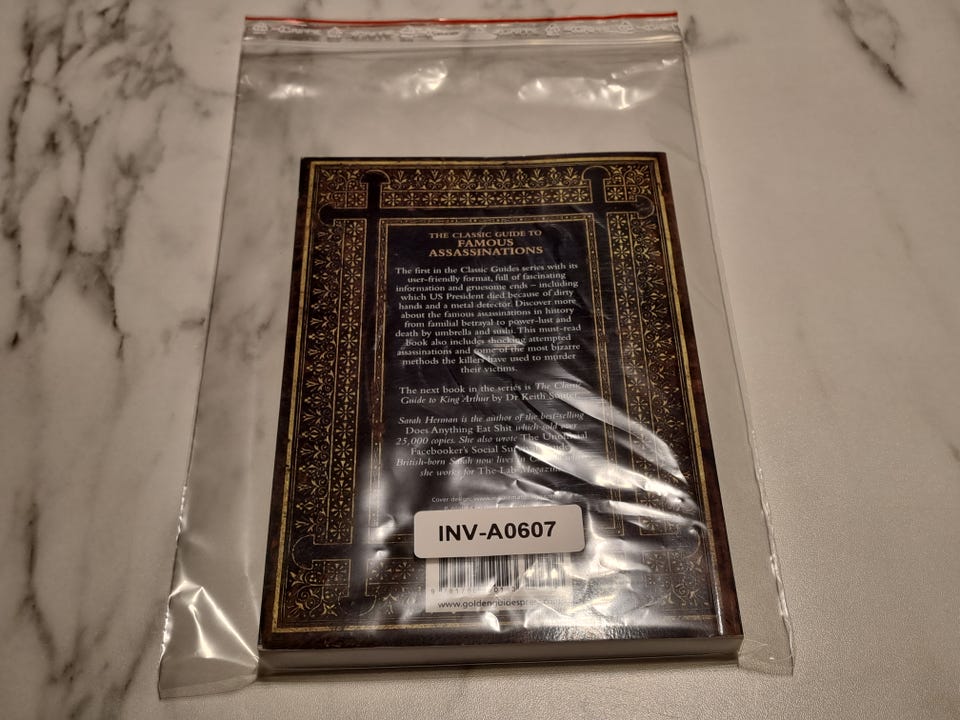 THE CLASSIC GUIDE TO
FAMOUS
ASSASSINATIONS
The first in the Classic Guides series with its
user-friendly format, full of fascinating
information and gruesome ends – including
which US President died because of dirty
hands and a metal detector. Discover more
about the famous assassinations in history
from familial betrayal to power-lust and
death by umbrella and sushi. This must-read
book also includes shocking attempted
assassinations and some of the most bizarre
methods the killers have used to murder
their victims.
The next book in the series is The Classic
Guide to King Arthur by Dr Keith Souter
Sarah Herman is the author of the best-selling
Does Anything Eat Shit which sold over
25,000 copies. She also wrote The Unofficial
Facebooker's Social
British-born Sarah now lives in
she works for The Lab Magazine
Cover design:
INV-A0607